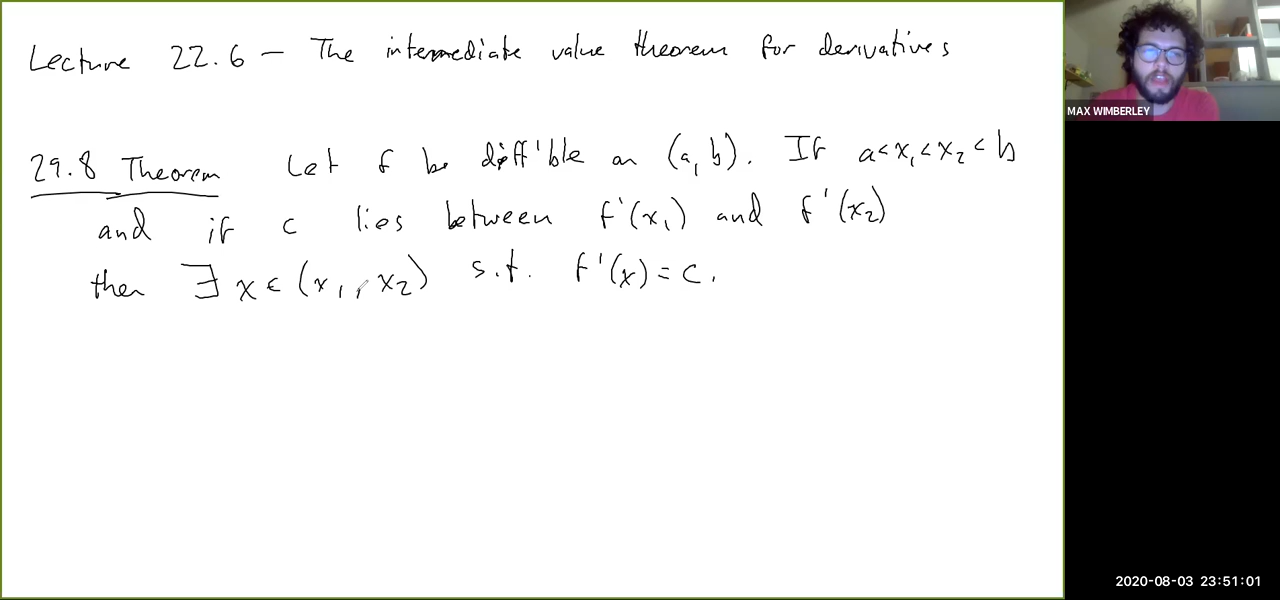 Lecture 22.6 — The intermediate value theorem for derivatives
MAX WIMBERLEY
29.8 Theorem Let f be diff'ble on (a, b). If a < x₁ < x₂ < b
and if c lies between f'(x₁) and f'(x₂)
then ∃ x ∈ (x₁, x₂) s.t. f'(x) = c.
2020-08-03 23:51:01